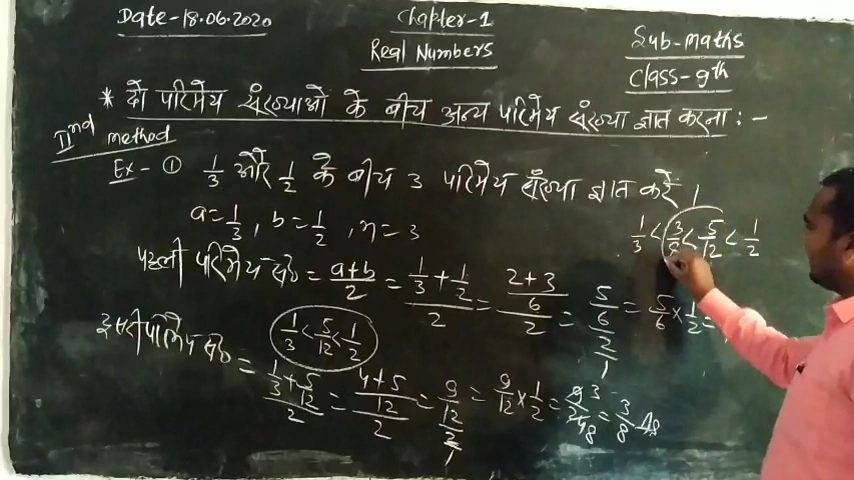 Date-18.06.2020
Chapter-1
Real Numbers
Sub-Maths
Class-9th
* दो परिमेय संख्याओं के बीच अन्य परिमेय संख्या ज्ञात करना :-
IInd method
Ex-① 1/3 और 1/2 के बीच 3 परिमेय संख्या ज्ञात करें।
a=1/3, b=1/2, n=3
1/3 < 3/8 < 5/12 < 1/2
पहली परिमेय सं० = (a+b)/2 = (1/3+1/2)/2 = ((2+3)/6)/2 = (5/6)/(2/1) = 5/6 × 1/2 =
1/3 < 5/12 < 1/2
दूसरी परिमेय सं० = (1/3+5/12)/2 = ((4+5)/12)/2 = (9/12)/(2/1) = 9/12 × 1/2 = 9/24 = 3/8